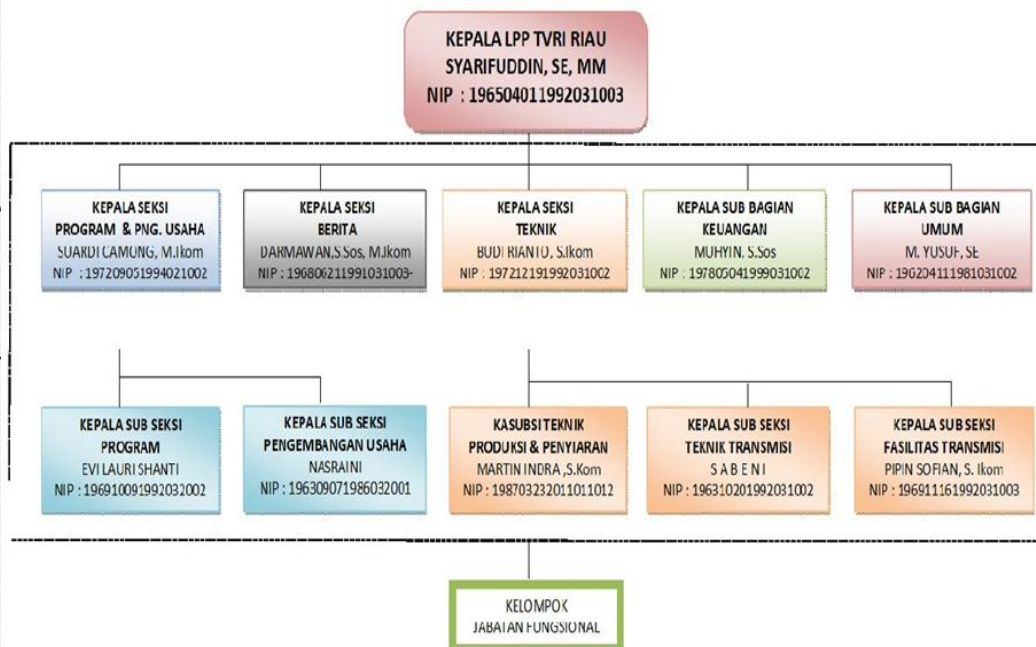 KEPALA LPP TVRI RIAU
SYARIFUDDIN, SE, MM
NIP : 196504011992031003
KEPALA SEKSI
PROGRAM & PNG. USAHA
SUARDI CAMONG, M.Ikom
NIP : 197209051994021002
KEPALA SEKSI
BERITA
DARMAWAN,S.Sos, M.Ikom
NIP : 196806211991031003-
KEPALA SEKSI
TEKNIK
BUDI RIANTO, S.Ikom
NIP : 197212191992031002
KEPALA SUB BAGIAN
KEUANGAN
MUHYIN, S.Sos
NIP : 197805041999031002
KEPALA SUB BAGIAN
UMUM
M. YUSUF, SE
NIP : 196204111981031002
KEPALA SUB SEKSI
PROGRAM
EVI LAURI SHANTI
NIP : 196910091992032002
KEPALA SUB SEKSI
PENGEMBANGAN USAHA
NASRAINI
NIP : 196309071986032001
KASUBSI TEKNIK
PRODUKSI & PENYIARAN
MARTIN INDRA ,S.Kom
NIP : 198703232011011012
KEPALA SUB SEKSI
TEKNIK TRANSMISI
S A B E N I
NIP : 196310201992031002
KEPALA SUB SEKSI
FASILITAS TRANSMISI
PIPIN SOFIAN, S. Ikom
NIP : 196911161992031003
KELOMPOK
JABATAN FUNGSIONAL